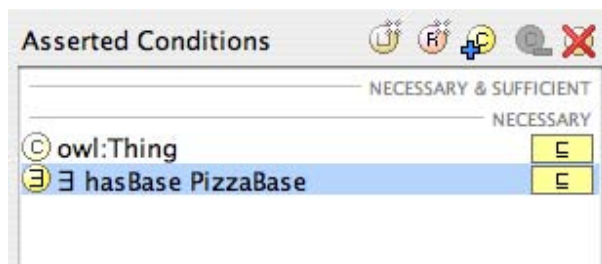 Asserted Conditions
NECESSARY & SUFFICIENT
NECESSARY
C owl:Thing ⊑
∃ ∃ hasBase PizzaBase ⊑